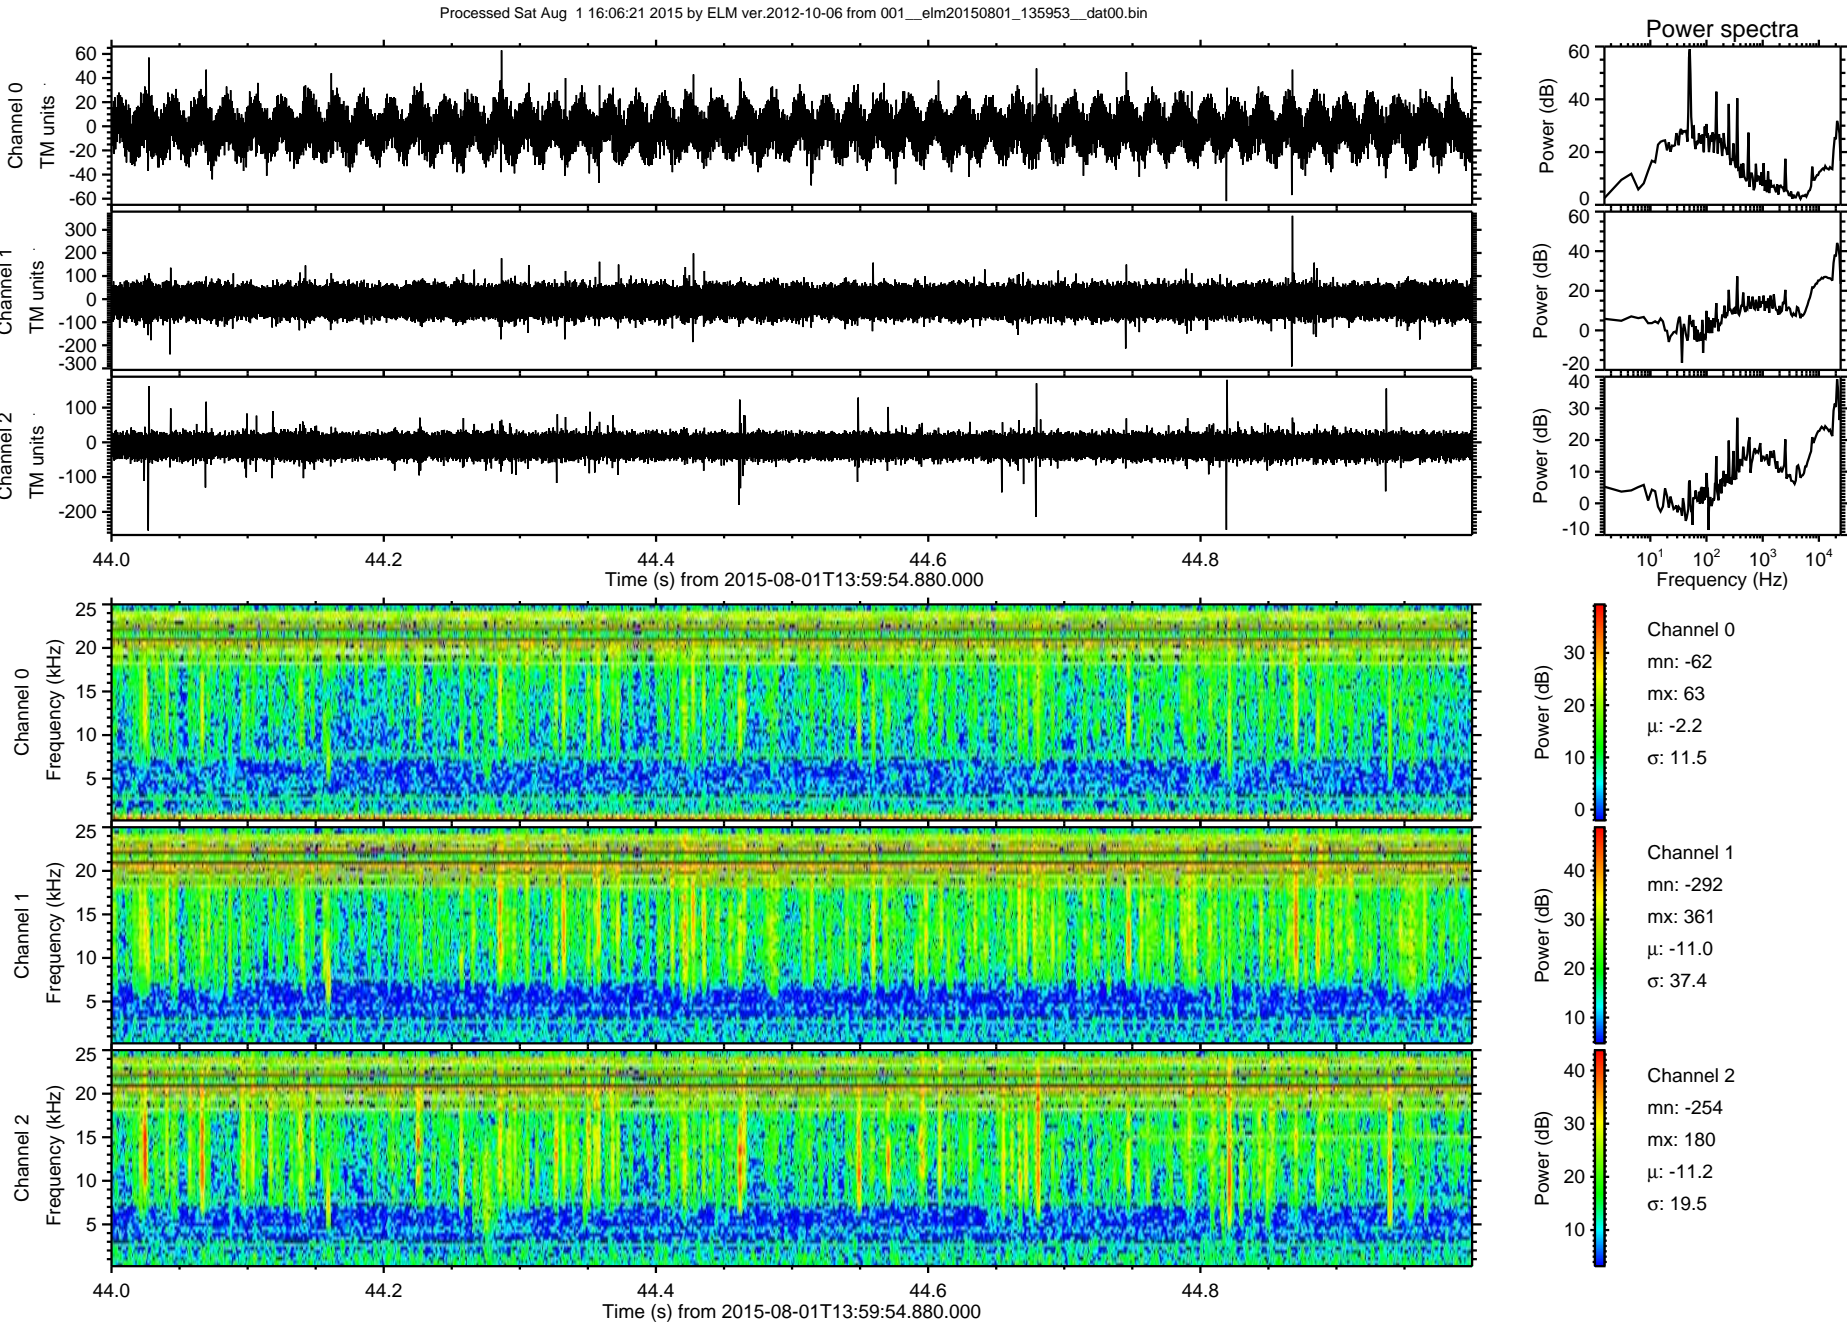 Processed Sat Aug  1 16:06:21 2015 by ELM ver.2012-10-06 from 001__elm20150801_135953__dat00.bin
Power spectra
Channel 0
TM units
60
40
20
0
-20
-40
-60
Power (dB)
60
40
20
0
Channel 1
TM units
300
200
100
0
-100
-200
-300
Power (dB)
60
40
20
0
-20
Channel 2
TM units
100
0
-100
-200
Power (dB)
40
30
20
10
0
-10
44.0
44.2
44.4
44.6
44.8
Time (s) from 2015-08-01T13:59:54.880.000
10^1
10^2
10^3
10^4
Frequency (Hz)
Channel 0
Frequency (kHz)
25
20
15
10
5
Power (dB)
30
20
10
0
Channel 0
mn: -62
mx: 63
μ: -2.2
σ: 11.5
Channel 1
Frequency (kHz)
25
20
15
10
5
Power (dB)
40
30
20
10
Channel 1
mn: -292
mx: 361
μ: -11.0
σ: 37.4
Channel 2
Frequency (kHz)
25
20
15
10
5
Power (dB)
40
30
20
10
Channel 2
mn: -254
mx: 180
μ: -11.2
σ: 19.5
44.0
44.2
44.4
44.6
44.8
Time (s) from 2015-08-01T13:59:54.880.000